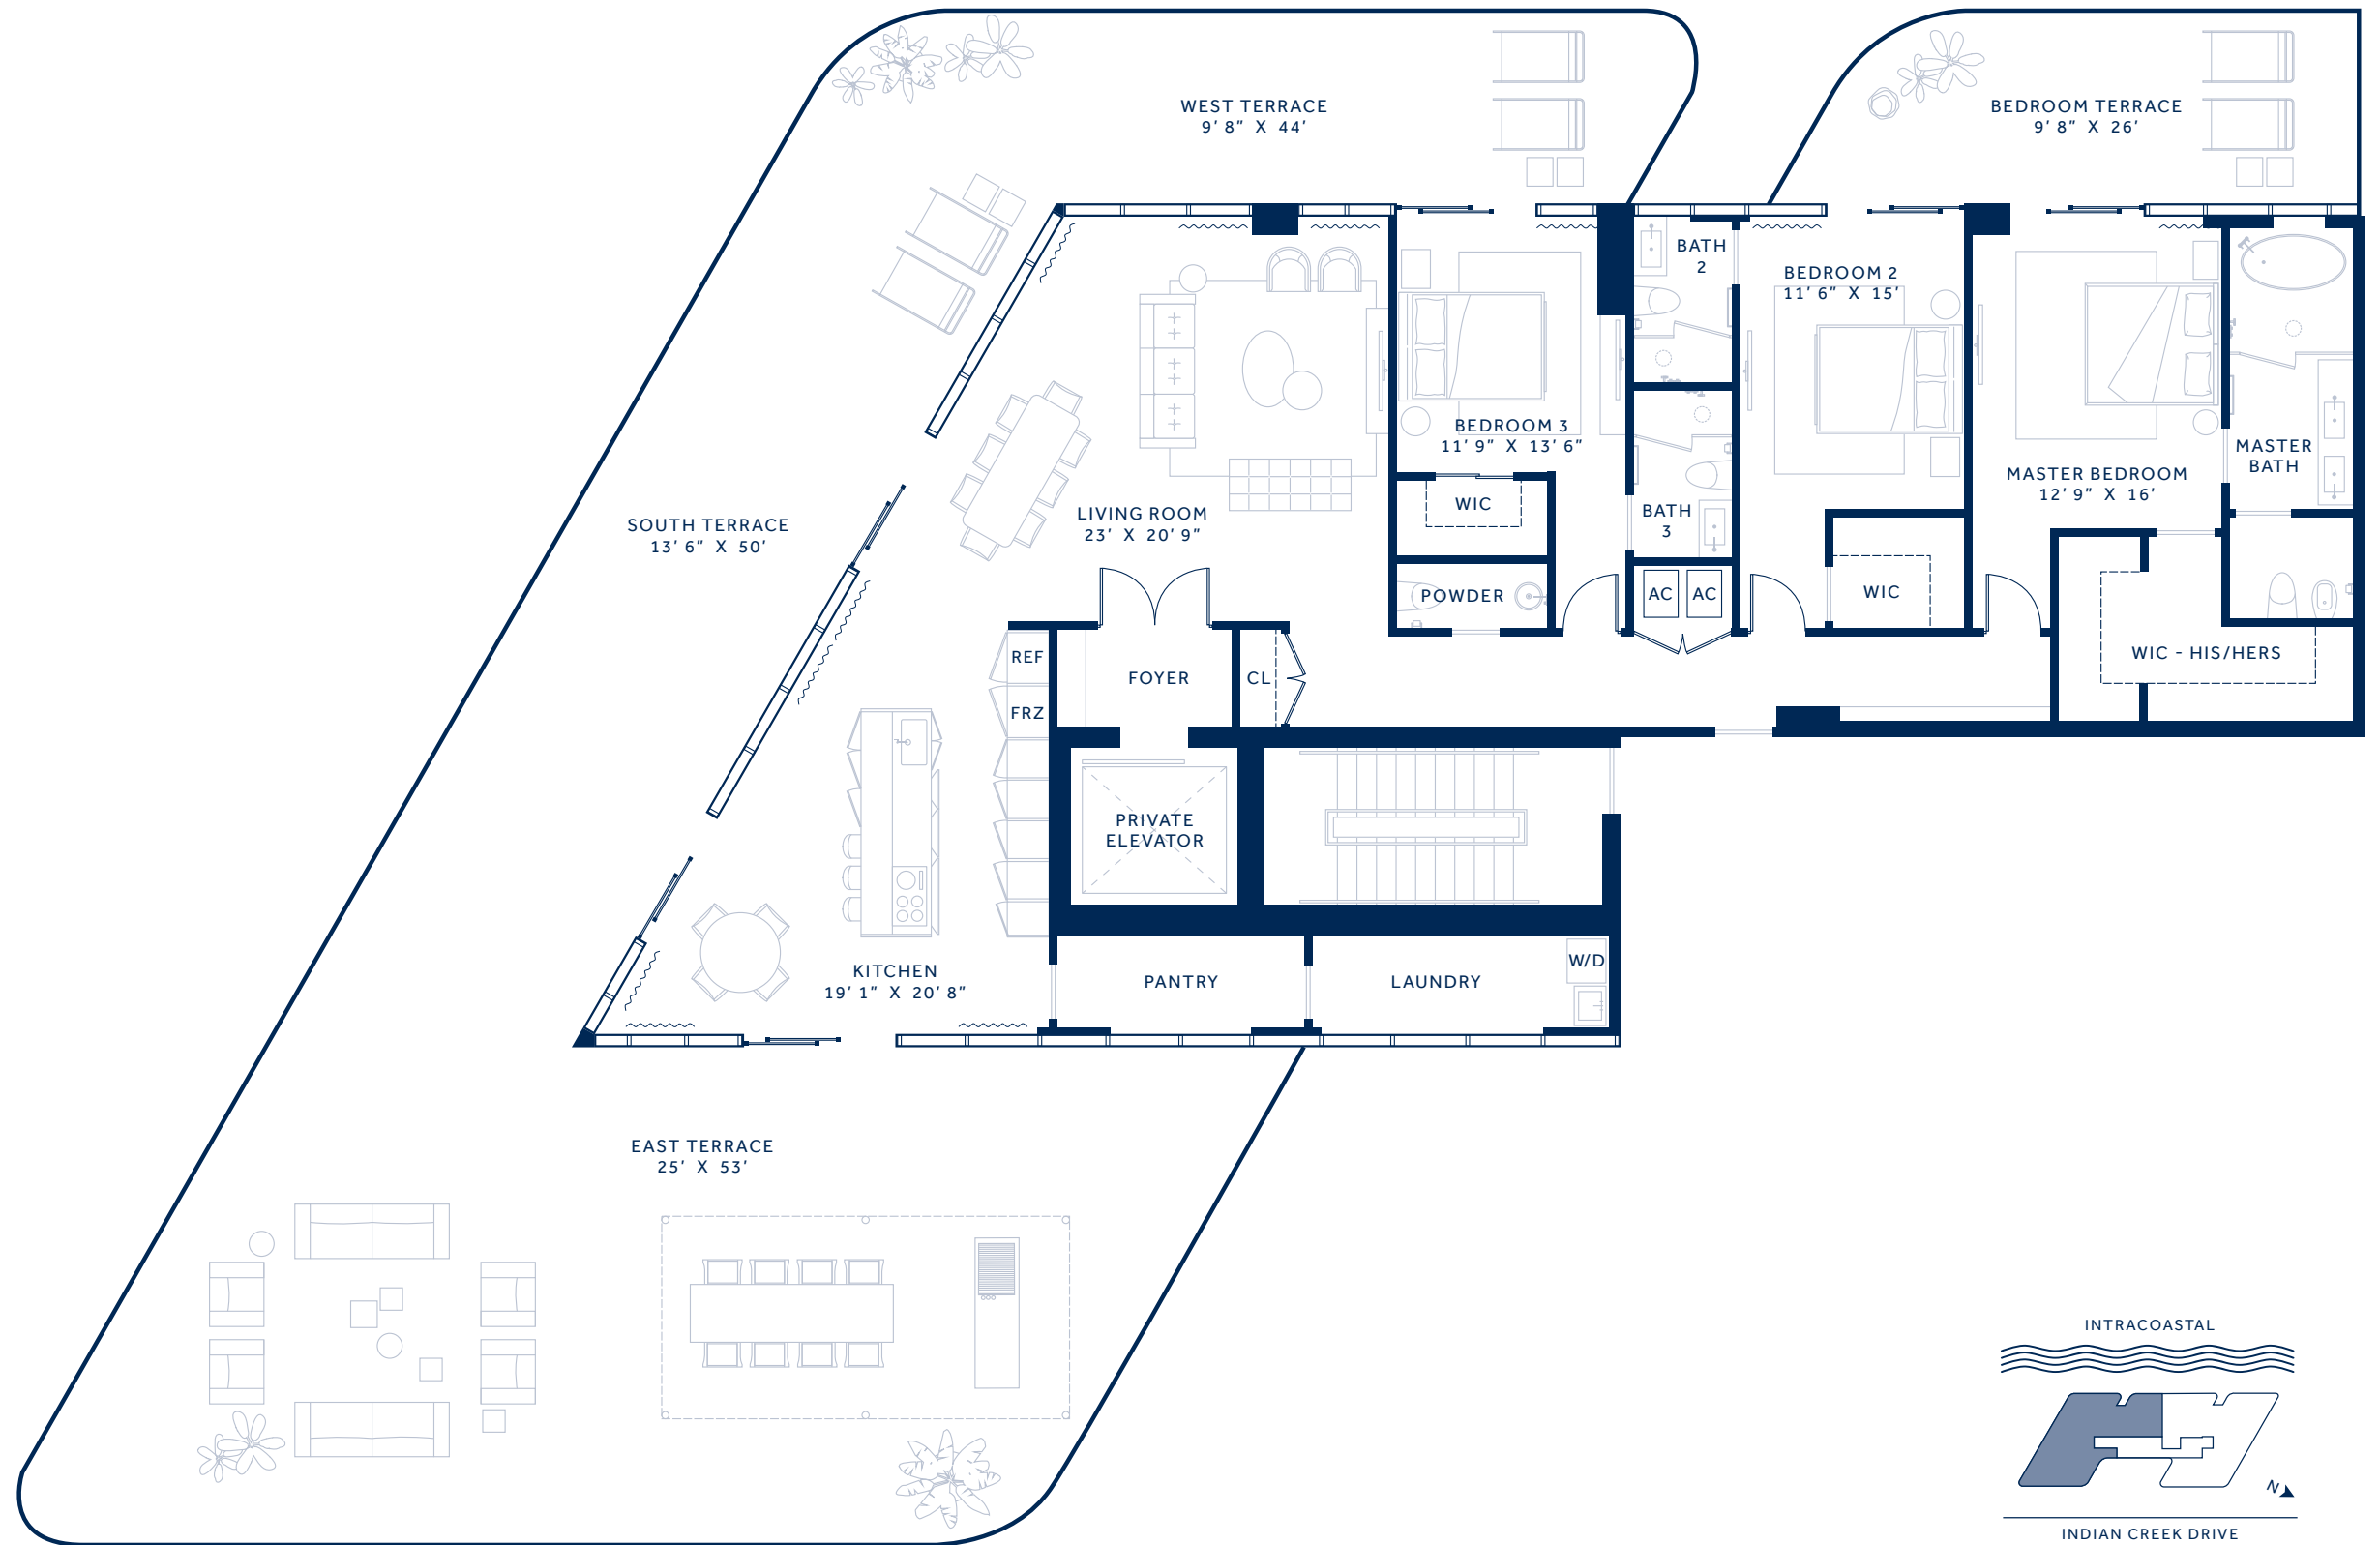 WEST TERRACE
9' 8" X 44'
BEDROOM TERRACE
9' 8" X 26'
BATH
2
BEDROOM 2
11' 6" X 15'
BEDROOM 3
11' 9" X 13' 6"
MASTER
BATH
MASTER BEDROOM
12' 9" X 16'
WIC
BATH
3
LIVING ROOM
23' X 20' 9"
SOUTH TERRACE
13' 6" X 50'
POWDER
AC
AC
WIC
WIC - HIS/HERS
REF
FOYER
CL
FRZ
PRIVATE
ELEVATOR
KITCHEN
19' 1" X 20' 8"
PANTRY
LAUNDRY
W/D
EAST TERRACE
25' X 53'
INTRACOASTAL
N
INDIAN CREEK DRIVE